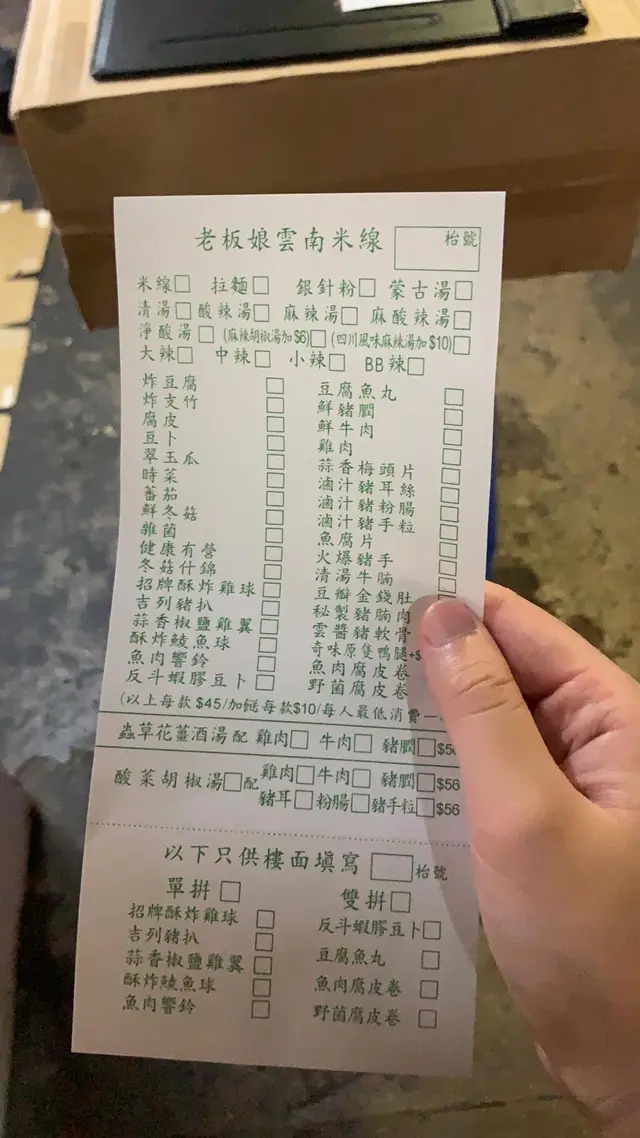 老板娘雲南米線 枱號
米線□ 拉麵□ 銀針粉□ 蒙古湯□
清湯□ 酸辣湯□ 麻辣湯□ 麻酸辣湯□
淨酸湯□ (麻辣胡椒湯加$6)□ (四川風味麻辣湯加$10)□
大辣□ 中辣□ 小辣□ BB辣□
炸豆腐□
炸支竹□
腐皮□
豆卜□
翠玉瓜□
時菜□
蕃茄□
鮮冬菇□
雜菌□
健康有營□
冬菇什錦□
招牌酥炸雞球□
吉列豬扒□
蒜香椒鹽雞翼□
酥炸鯪魚球□
魚肉響鈴□
反斗蝦膠豆卜□
豆腐魚丸□
鮮豬膶□
鮮牛肉□
雞肉□
蒜香梅頭片□
滷汁豬耳絲□
滷汁豬粉腸□
滷汁豬手粒□
魚腐片□
火爆豬手□
清湯牛腩□
豆瓣金錢肚
秘製豬腩肉
雲醬豬軟骨
奇味原隻鴨腿+$
魚肉腐皮卷
野菌腐皮卷
(以上每款$45/加餸每款$10/每人最低消費一
蟲草花薑酒湯配 雞肉□ 牛肉□ 豬膶□$56
酸菜胡椒湯□配 雞肉□牛肉□ 豬膶□$56
豬耳□粉腸□豬手粒□$56
以下只供樓面填寫 枱號
單拼□
招牌酥炸雞球□
吉列豬扒□
蒜香椒鹽雞翼□
酥炸鯪魚球□
魚肉響鈴□
雙拼□
反斗蝦膠豆卜□
豆腐魚丸□
魚肉腐皮卷□
野菌腐皮卷□